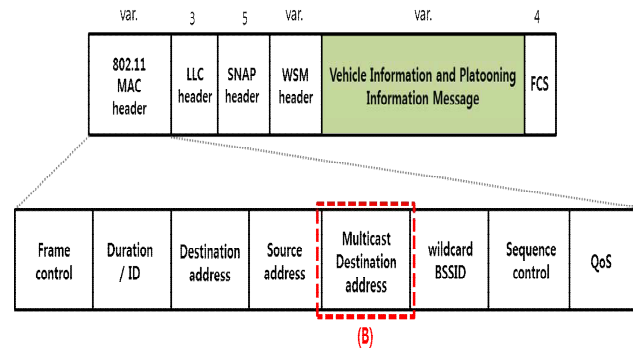 var. 3 5 var. var. 4
802.11
MAC
header
LLC
header
SNAP
header
WSM
header
Vehicle Information and Platooning
Information Message
FCS
Frame
control
Duration
/ ID
Destination
address
Source
address
Multicast
Destination
address
wildcard
BSSID
Sequence
control
QoS
(B)